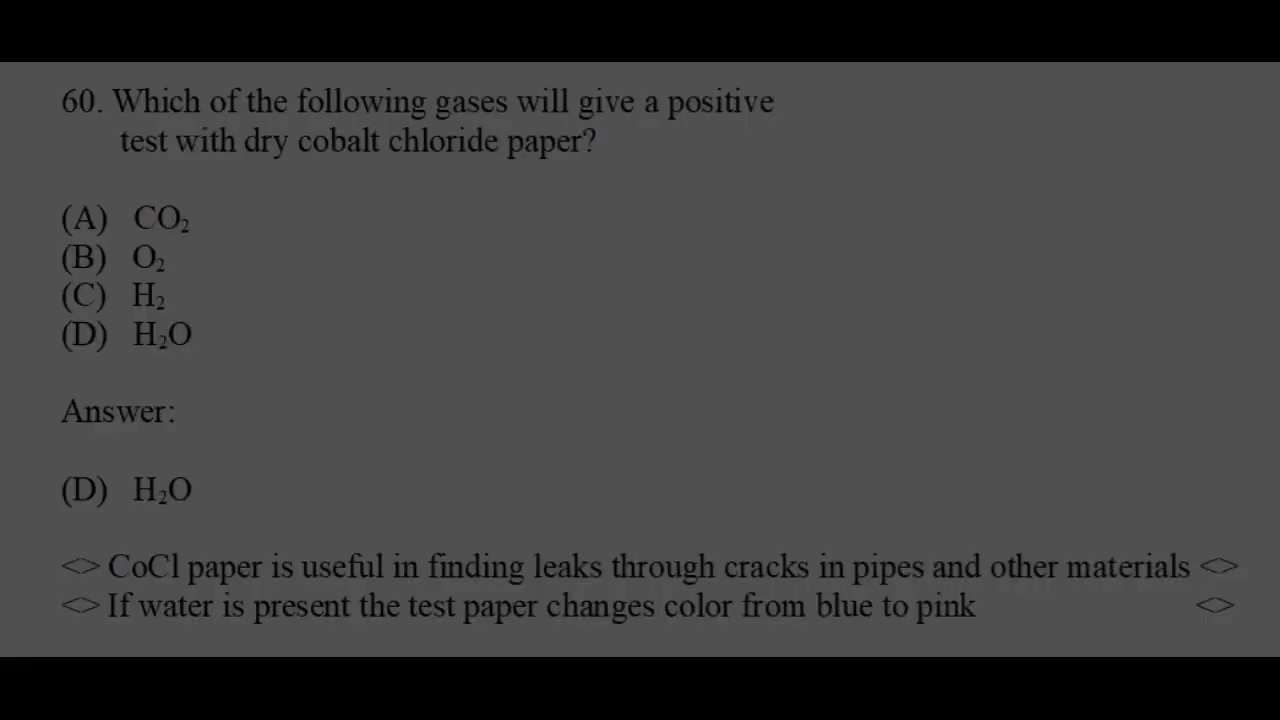 60. Which of the following gases will give a positive
test with dry cobalt chloride paper?
(A) CO₂
(B) O₂
(C) H₂
(D) H₂O
Answer:
(D) H₂O
<> CoCl paper is useful in finding leaks through cracks in pipes and other materials <>
<> If water is present the test paper changes color from blue to pink <>